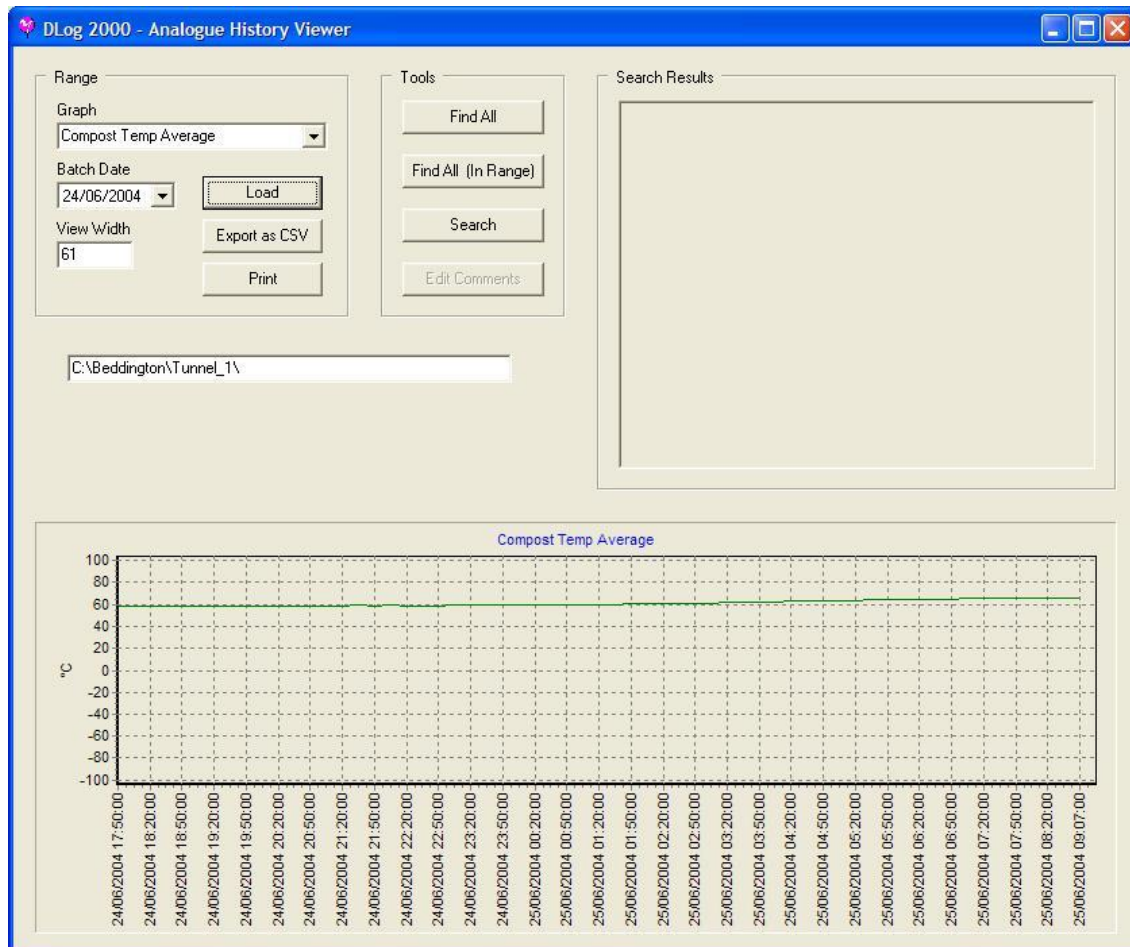 DLog 2000 - Analogue History Viewer
Range
Graph
Compost Temp Average
Batch Date
24/06/2004
Load
View Width
61
Export as CSV
Print
Tools
Find All
Find All (In Range)
Search
Edit Comments
Search Results
C:\Beddington\Tunnel_1\
Compost Temp Average
100
80
60
40
20
0
-20
-40
-60
-80
-100
ºC
24/06/2004 17:50:00
24/06/2004 18:20:00
24/06/2004 18:50:00
24/06/2004 19:20:00
24/06/2004 19:50:00
24/06/2004 20:20:00
24/06/2004 20:50:00
24/06/2004 21:20:00
24/06/2004 21:50:00
24/06/2004 22:20:00
24/06/2004 22:50:00
24/06/2004 23:20:00
24/06/2004 23:50:00
25/06/2004 00:20:00
25/06/2004 00:50:00
25/06/2004 01:20:00
25/06/2004 01:50:00
25/06/2004 02:20:00
25/06/2004 02:50:00
25/06/2004 03:20:00
25/06/2004 03:50:00
25/06/2004 04:20:00
25/06/2004 04:50:00
25/06/2004 05:20:00
25/06/2004 05:50:00
25/06/2004 06:20:00
25/06/2004 06:50:00
25/06/2004 07:20:00
25/06/2004 07:50:00
25/06/2004 08:20:00
25/06/2004 09:07:00